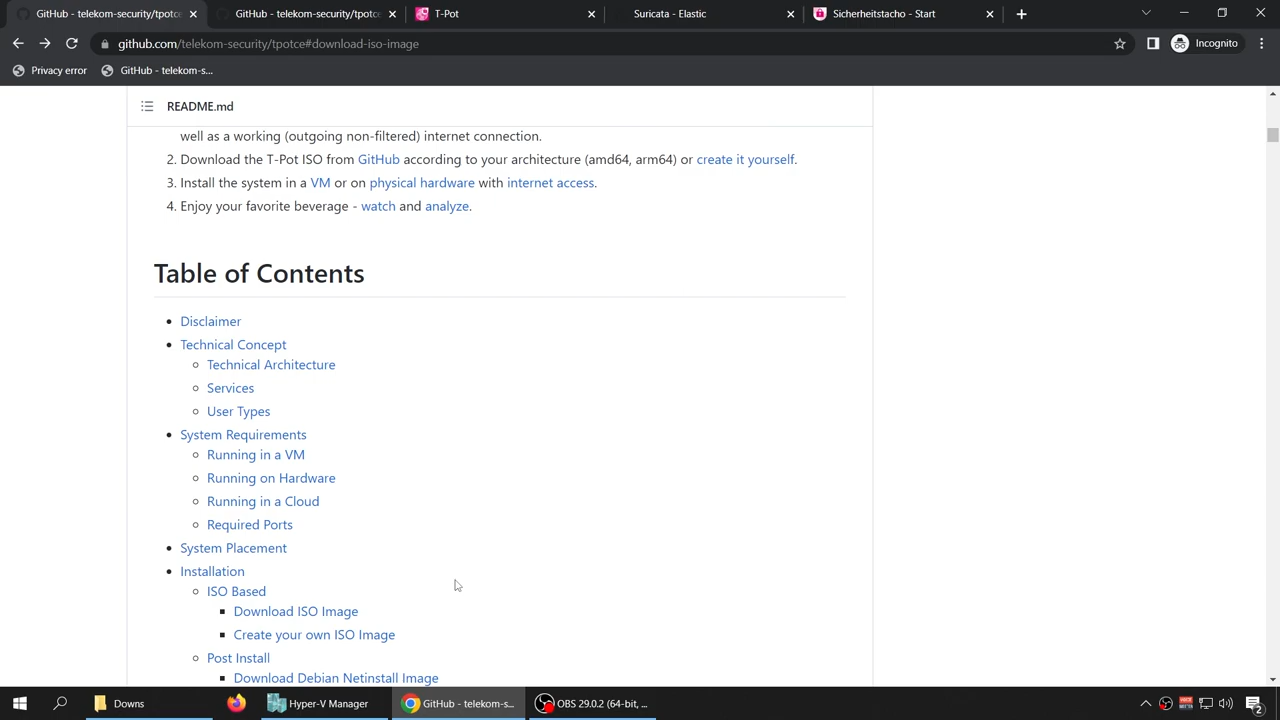 GitHub - telekom-security/tpotce
GitHub - telekom-security/tpotce
T-Pot
Suricata - Elastic
Sicherheitstacho - Start
github.com/telekom-security/tpotce#download-iso-image
Incognito
Privacy error
GitHub - telekom-s...
README.md
well as a working (outgoing non-filtered) internet connection.
2. Download the T-Pot ISO from GitHub according to your architecture (amd64, arm64) or create it yourself.
3. Install the system in a VM or on physical hardware with internet access.
4. Enjoy your favorite beverage - watch and analyze.
Table of Contents
Disclaimer
Technical Concept
Technical Architecture
Services
User Types
System Requirements
Running in a VM
Running on Hardware
Running in a Cloud
Required Ports
System Placement
Installation
ISO Based
Download ISO Image
Create your own ISO Image
Post Install
Download Debian Netinstall Image
Downs
Hyper-V Manager
GitHub - telekom-s...
OBS 29.0.2 (64-bit, ...
2